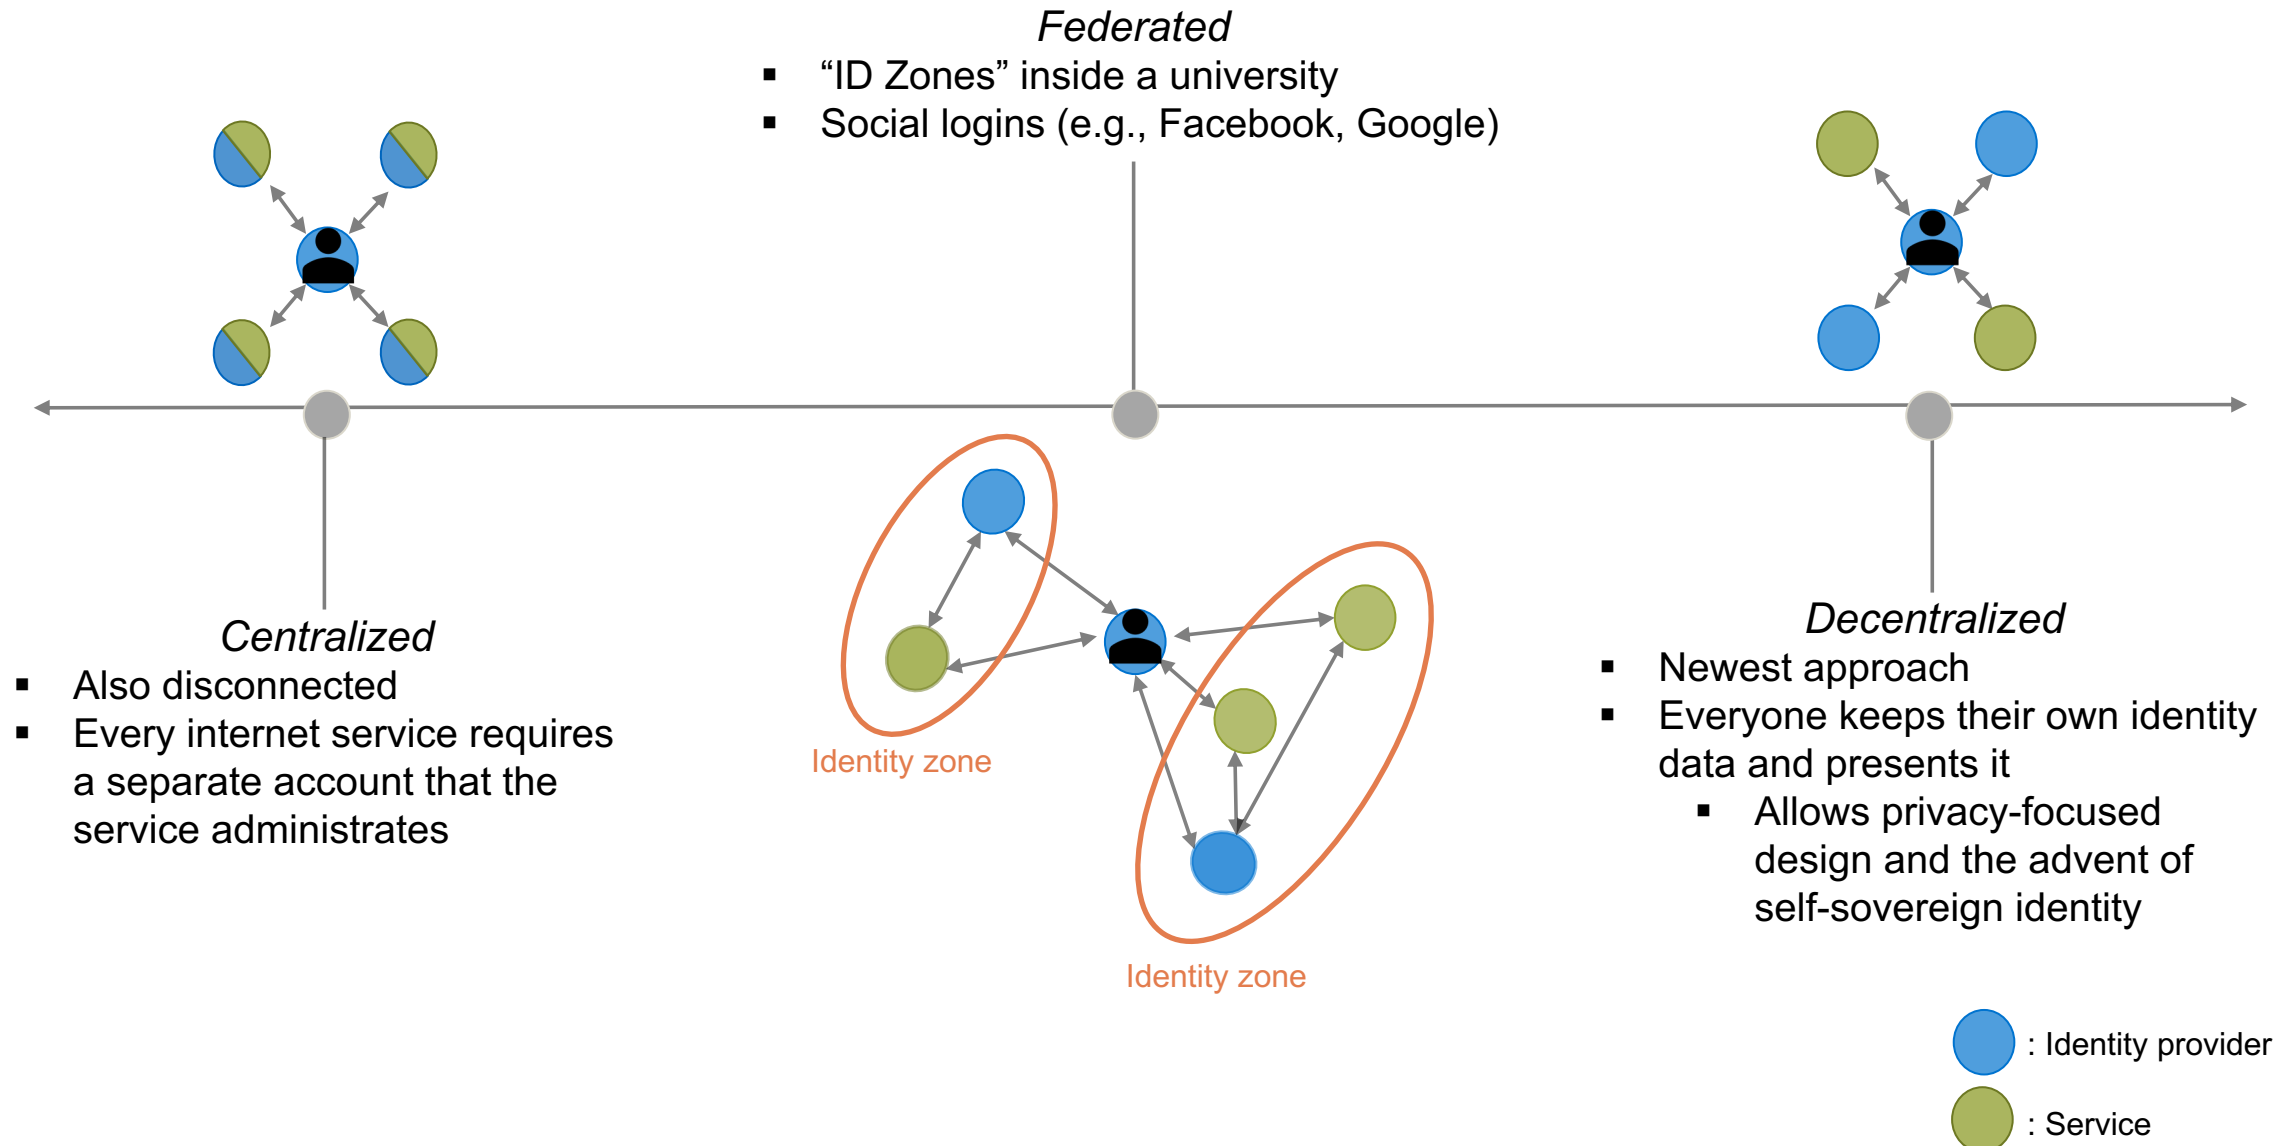 Federated
▪ “ID Zones” inside a university
▪ Social logins (e.g., Facebook, Google)
Centralized
▪ Also disconnected
▪ Every internet service requires
a separate account that the
service administrates
Identity zone
Identity zone
Decentralized
▪ Newest approach
▪ Everyone keeps their own identity
data and presents it
▪ Allows privacy-focused
design and the advent of
self-sovereign identity
: Identity provider
: Service